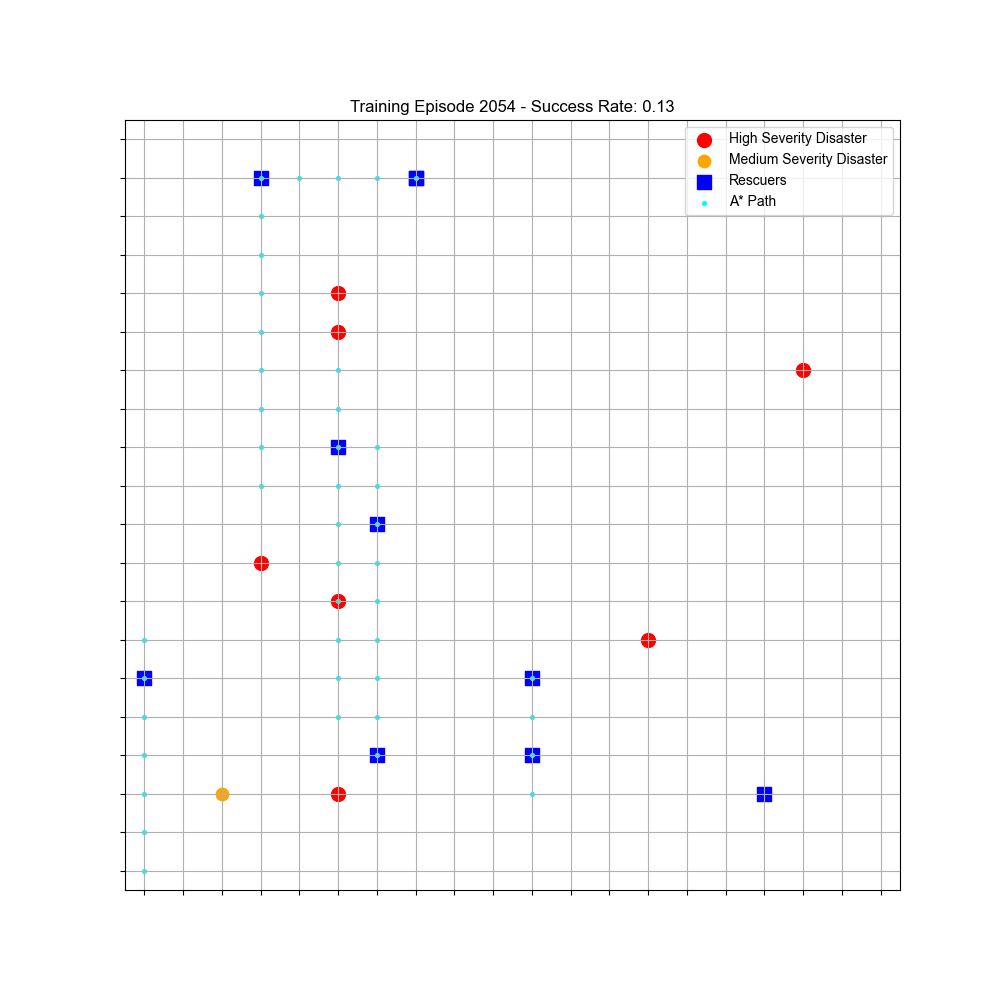 Training Episode 2054 - Success Rate: 0.13
High Severity Disaster
Medium Severity Disaster
Rescuers
A* Path